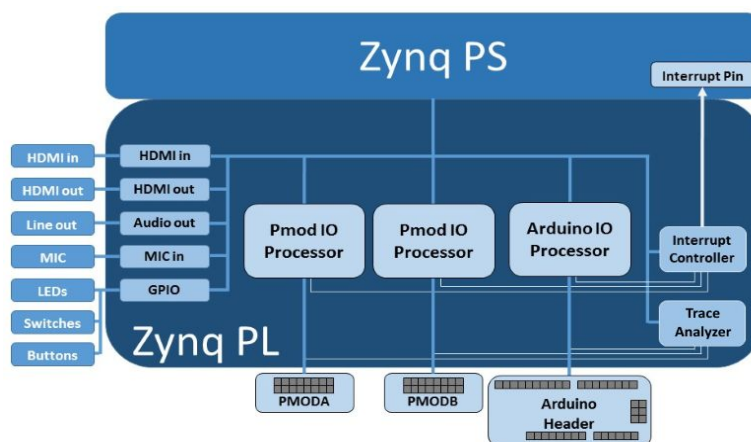 Zynq PS
Interrupt Pin
HDMI in
HDMI in
HDMI out
HDMI out
Line out
Audio out
MIC
MIC in
LEDs
GPIO
Switches
Buttons
Pmod IO
Processor
Pmod IO
Processor
Arduino IO
Processor
Interrupt
Controller
Trace
Analyzer
Zynq PL
PMODA
PMODB
Arduino
Header